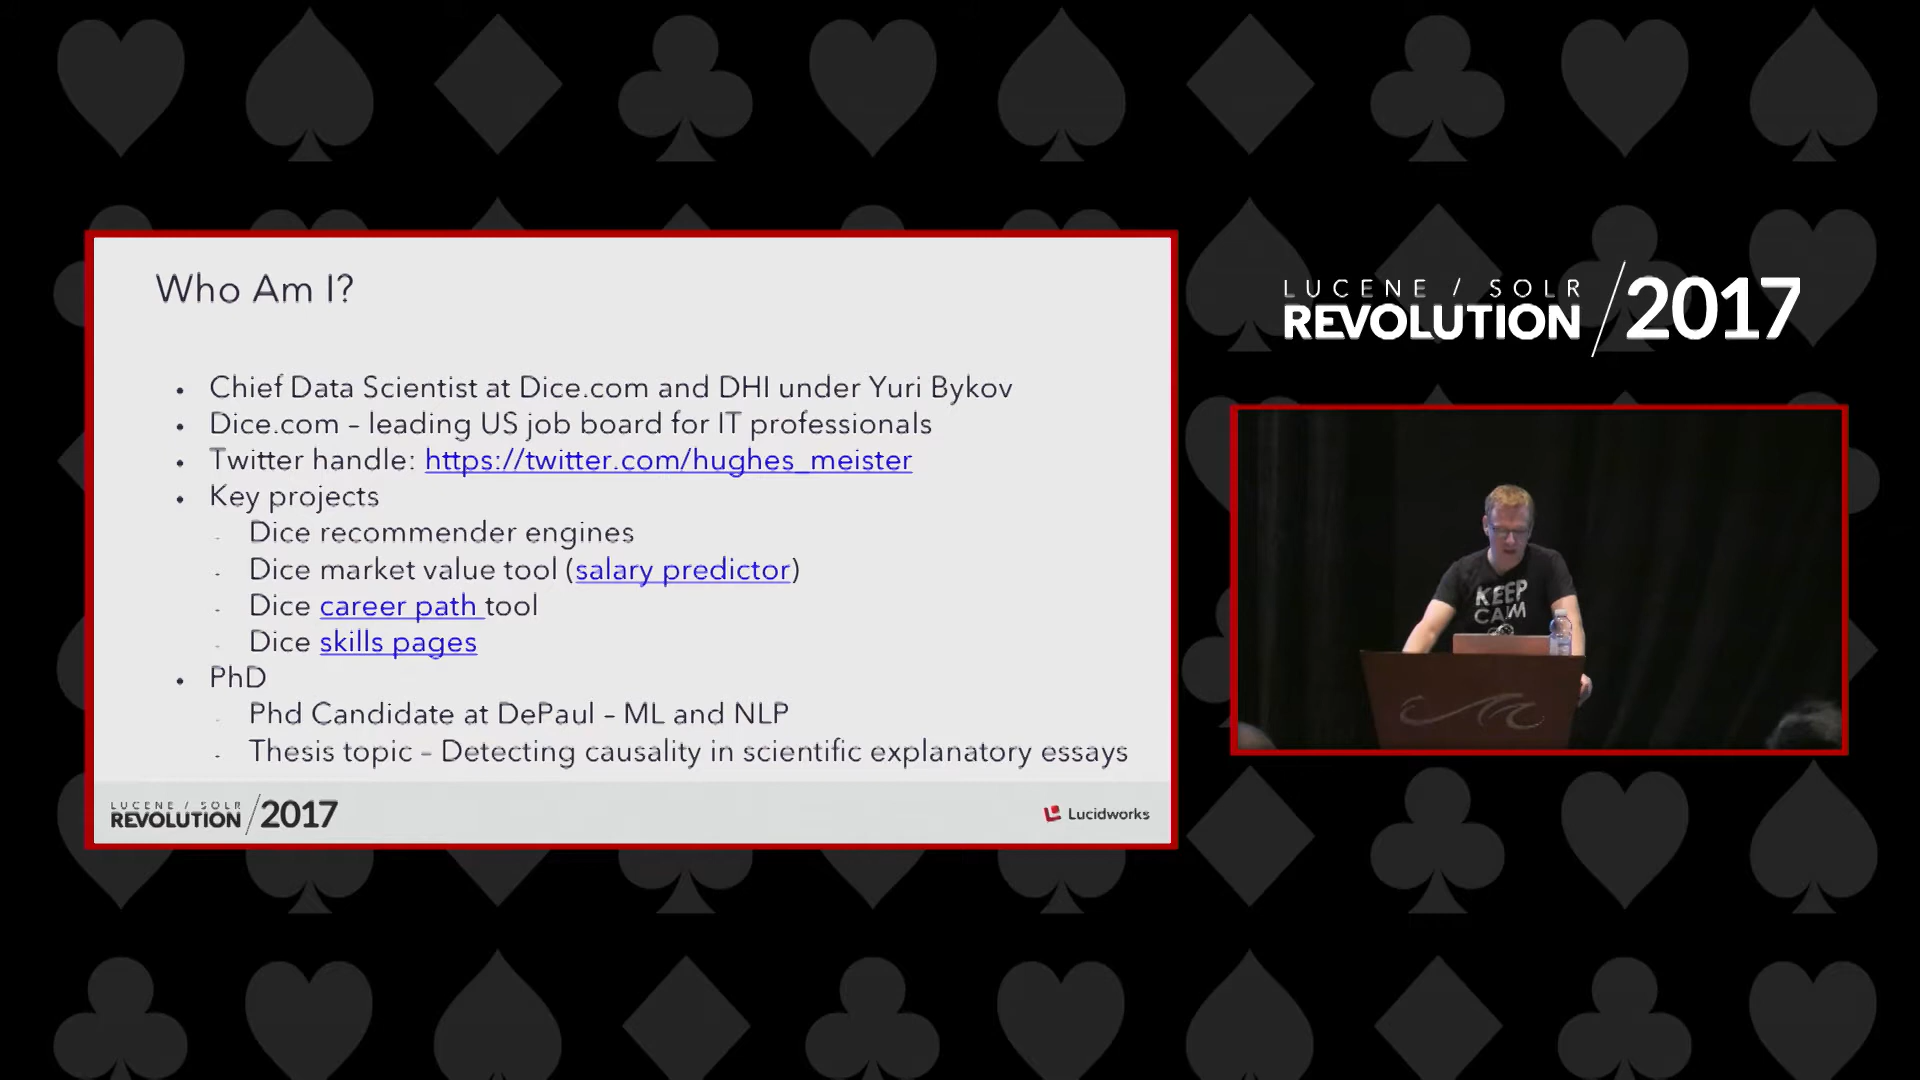 Who Am I?
• Chief Data Scientist at Dice.com and DHI under Yuri Bykov
• Dice.com – leading US job board for IT professionals
• Twitter handle: https://twitter.com/hughes_meister
• Key projects
- Dice recommender engines
- Dice market value tool (salary predictor)
- Dice career path tool
- Dice skills pages
• PhD
- Phd Candidate at DePaul – ML and NLP
- Thesis topic – Detecting causality in scientific explanatory essays
LUCENE / SOLR
REVOLUTION / 2017
Lucidworks
LUCENE / SOLR
REVOLUTION / 2017
KEEP
CALM